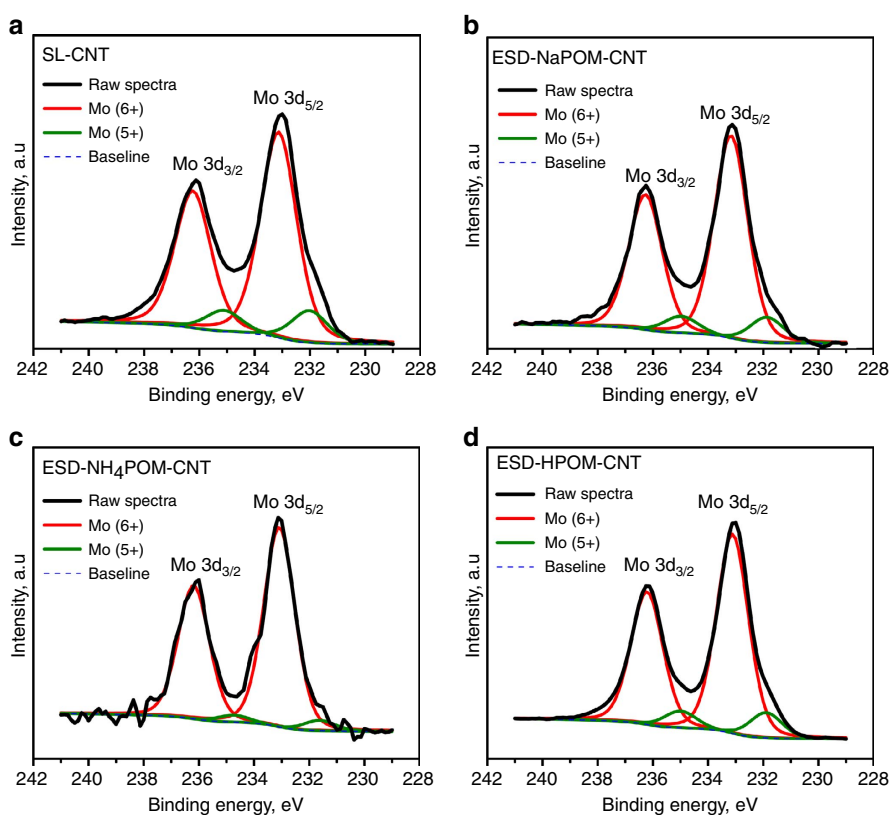 a
SL-CNT
Raw spectra
Mo (6+)
Mo (5+)
Baseline
Mo 3d3/2
Mo 3d5/2
Intensity, a.u
242 240 238 236 234 232 230 228
Binding energy, eV
b
ESD-NaPOM-CNT
Raw spectra
Mo (6+)
Mo (5+)
Baseline
Mo 3d3/2
Mo 3d5/2
Intensity, a.u
242 240 238 236 234 232 230 228
Binding energy, eV
c
ESD-NH4POM-CNT
Raw spectra
Mo (6+)
Mo (5+)
Baseline
Mo 3d3/2
Mo 3d5/2
Intensity, a.u
242 240 238 236 234 232 230 228
Binding energy, eV
d
ESD-HPOM-CNT
Raw spectra
Mo (6+)
Mo (5+)
Baseline
Mo 3d3/2
Mo 3d5/2
Intensity, a.u
242 240 238 236 234 232 230 228
Binding energy, eV